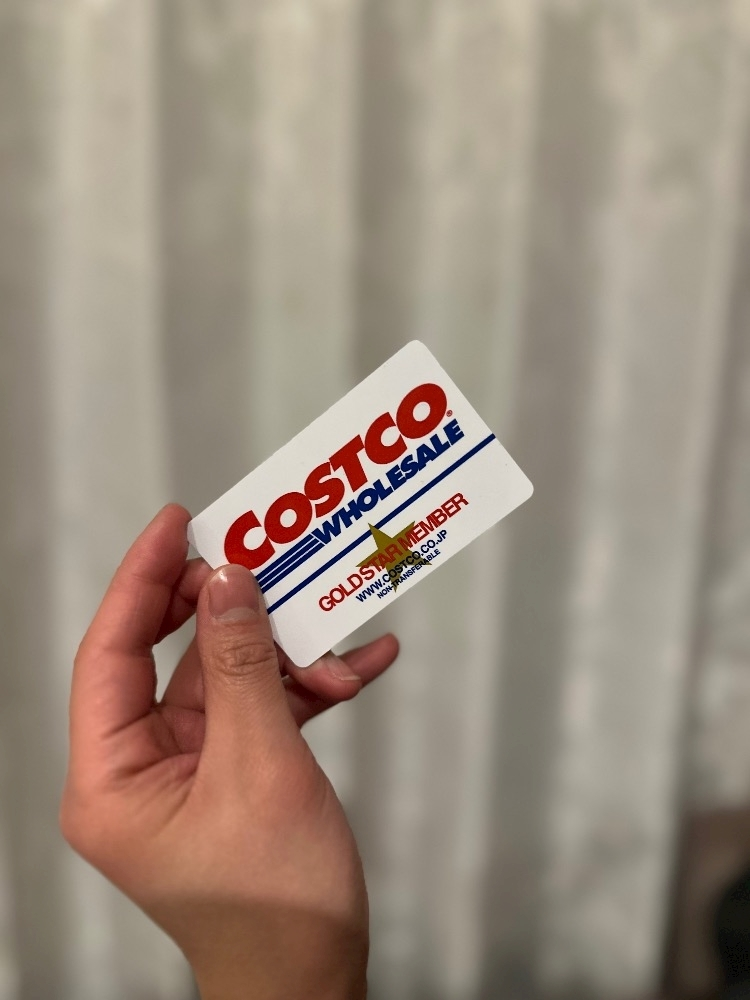 COSTCO®
WHOLESALE
GOLD STAR MEMBER
WWW.COSTCO.CO.JP
NON-TRANSFERABLE